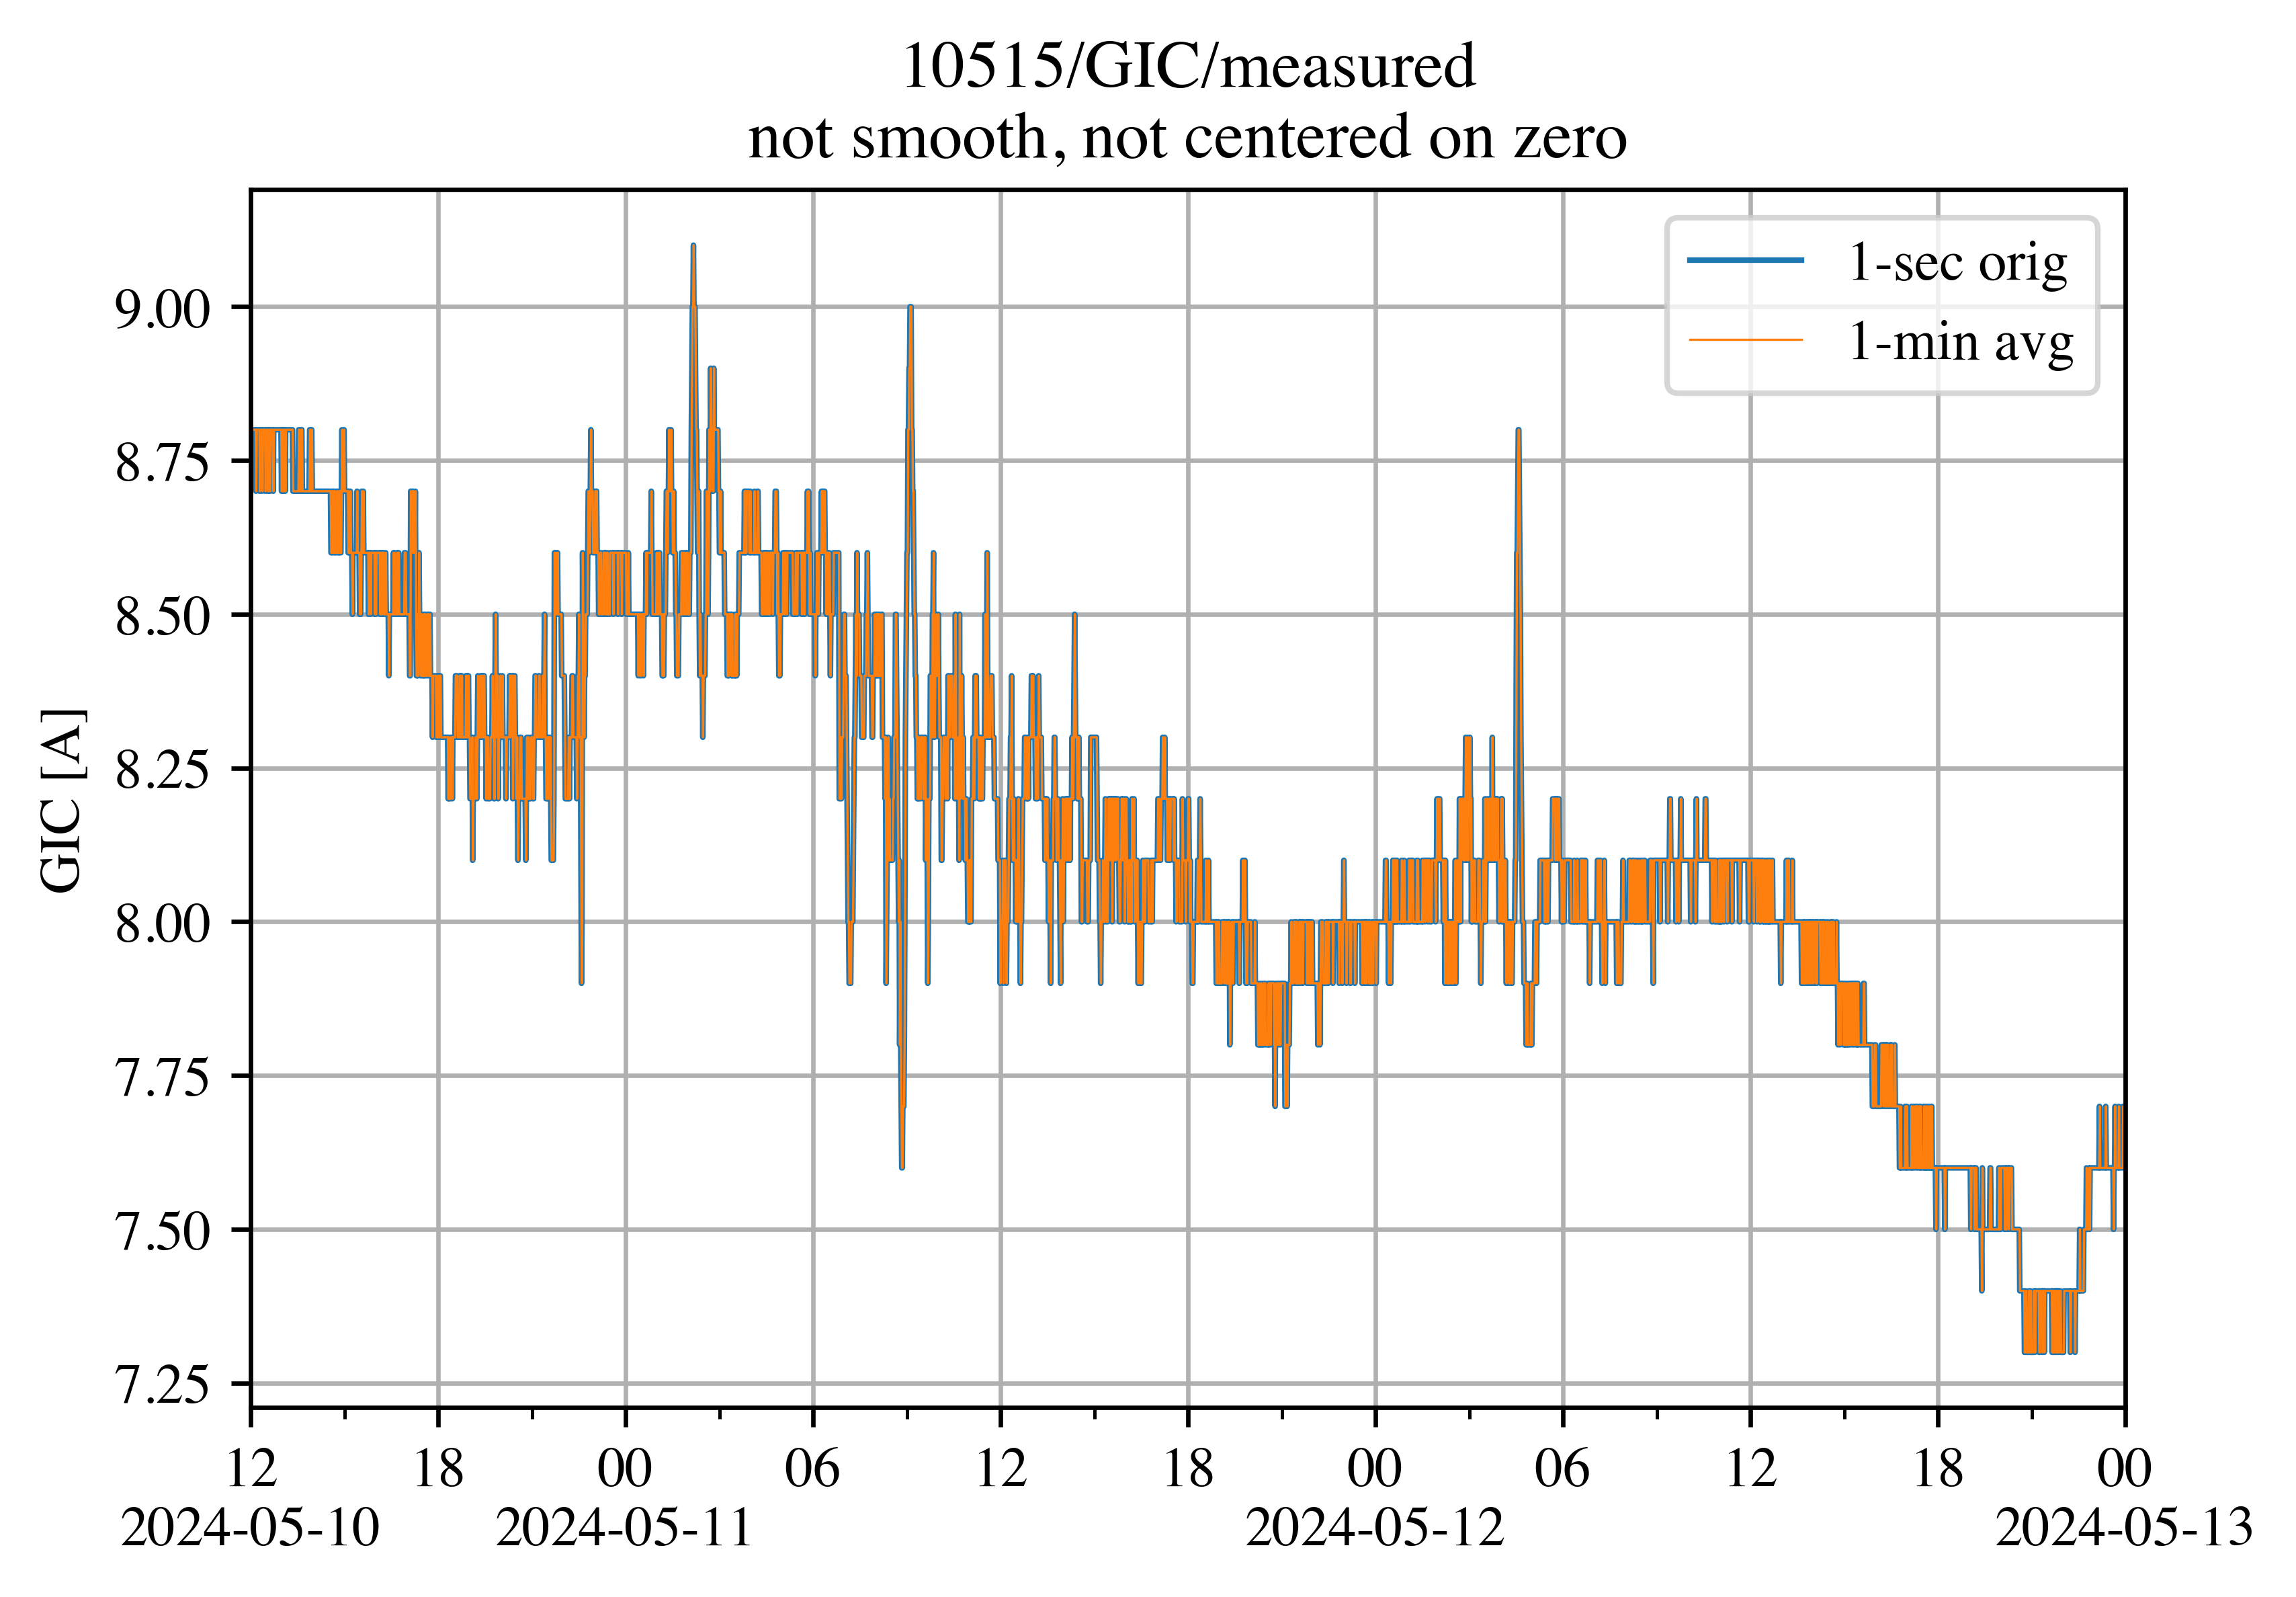 10515/GIC/measured
not smooth, not centered on zero
1-sec orig
1-min avg
GIC [A]
9.00
8.75
8.50
8.25
8.00
7.75
7.50
7.25
12 18 00 06 12 18 00 06 12 18 00
2024-05-10 2024-05-11 2024-05-12 2024-05-13